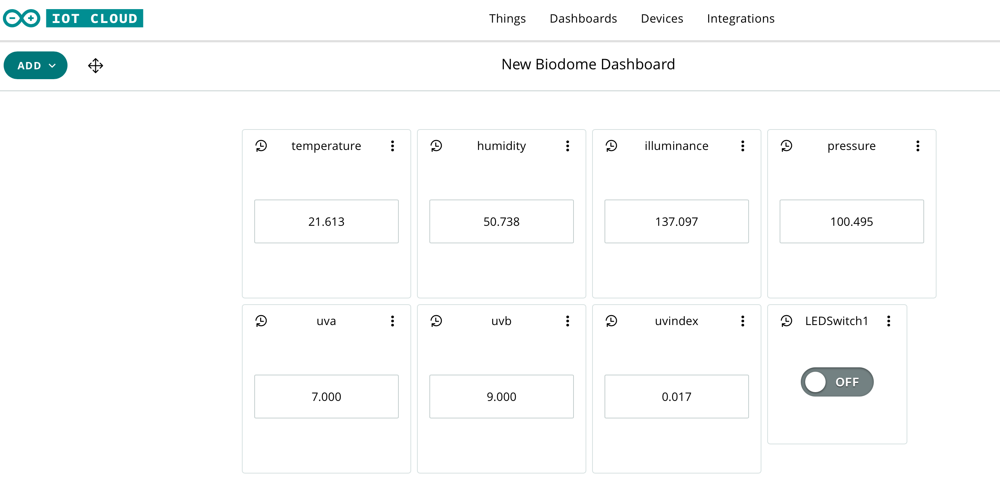 IOT CLOUD
Things Dashboards Devices Integrations
ADD
New Biodome Dashboard
temperature humidity illuminance pressure
21.613 50.738 137.097 100.495
uva uvb uvindex LEDSwitch1
7.000 9.000 0.017 OFF